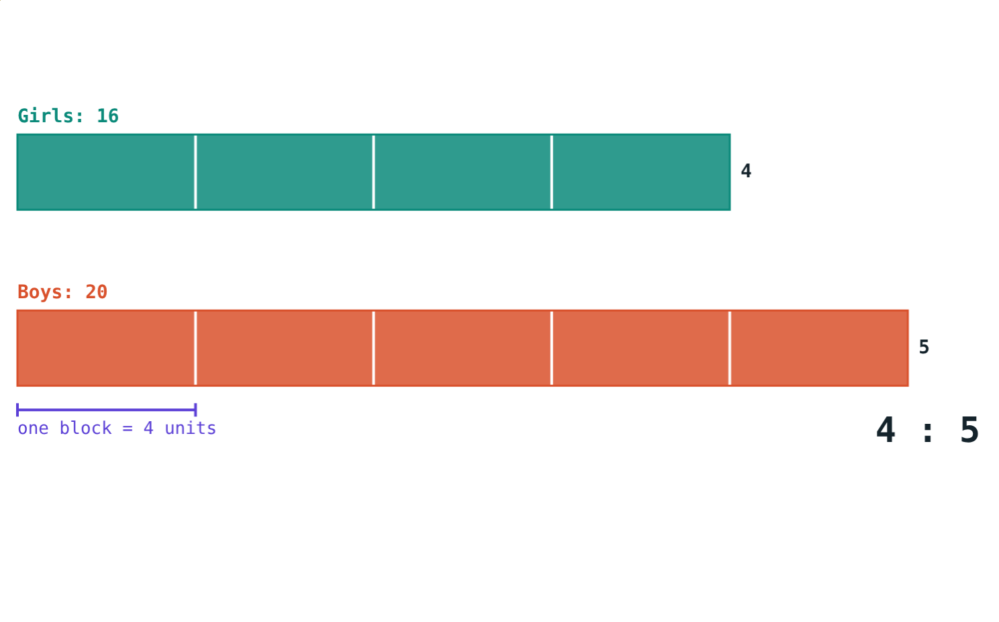 Girls: 16
4
Boys: 20
5
one block = 4 units
4 : 5